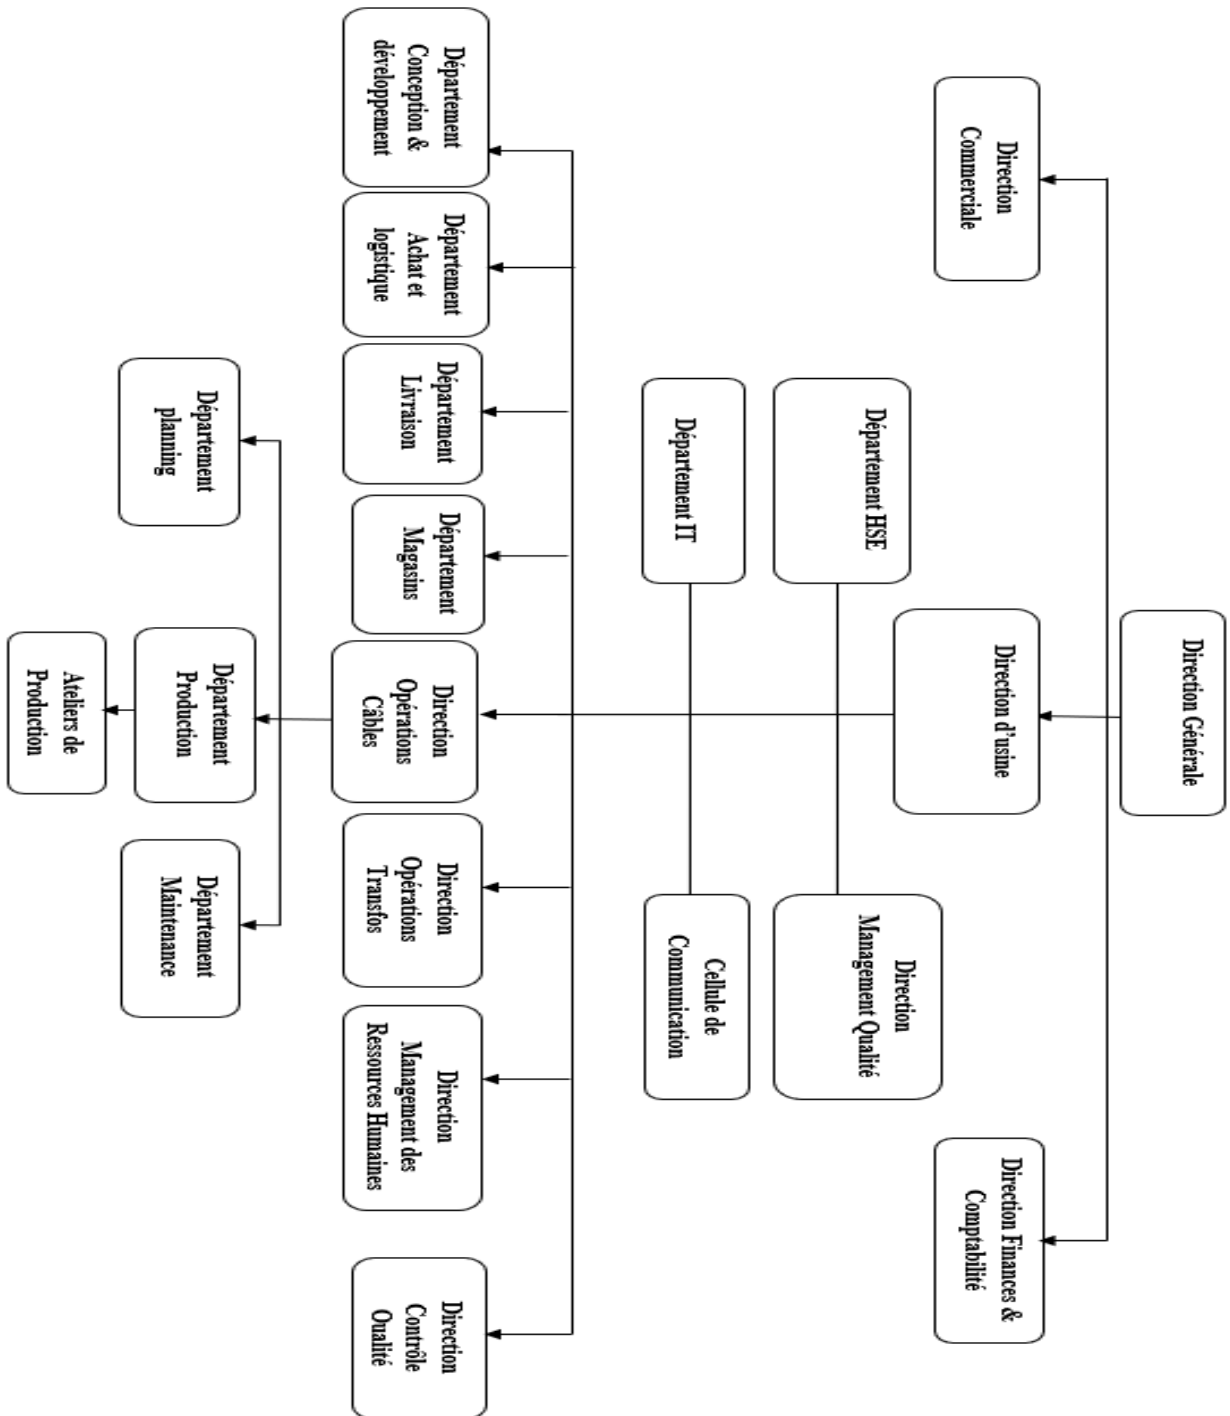 Direction Générale
Direction
Commerciale
Direction d'usine
Direction Finances &
Comptabilité
Département HSE
Direction
Management Qualité
Département IT
Cellule de
Communication
Département
Conception &
développement
Département
Achat et
logistique
Département
Livraison
Département
Magasins
Direction
Opérations
Câbles
Direction
Opérations
Transfos
Direction
Management des
Ressources Humaines
Direction
Contrôle
Qualité
Département
planning
Département
Production
Département
Maintenance
Ateliers de
Production